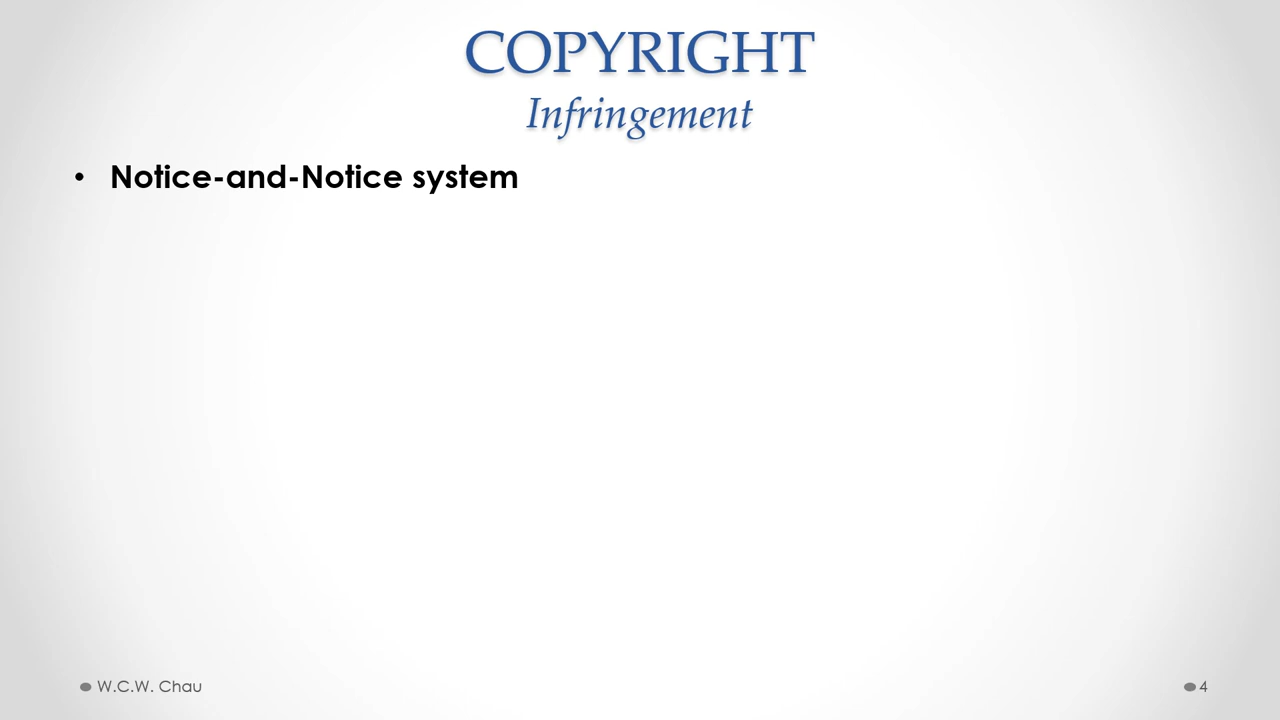 COPYRIGHT
Infringement
• Notice-and-Notice system
W.C.W. Chau
4